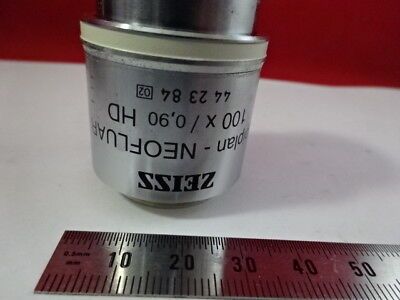 ZEISS
plan - NEOFLUAR
100 x / 0,90 HD
44 23 84 02
0.5mm
mm
10 20 30 40 50